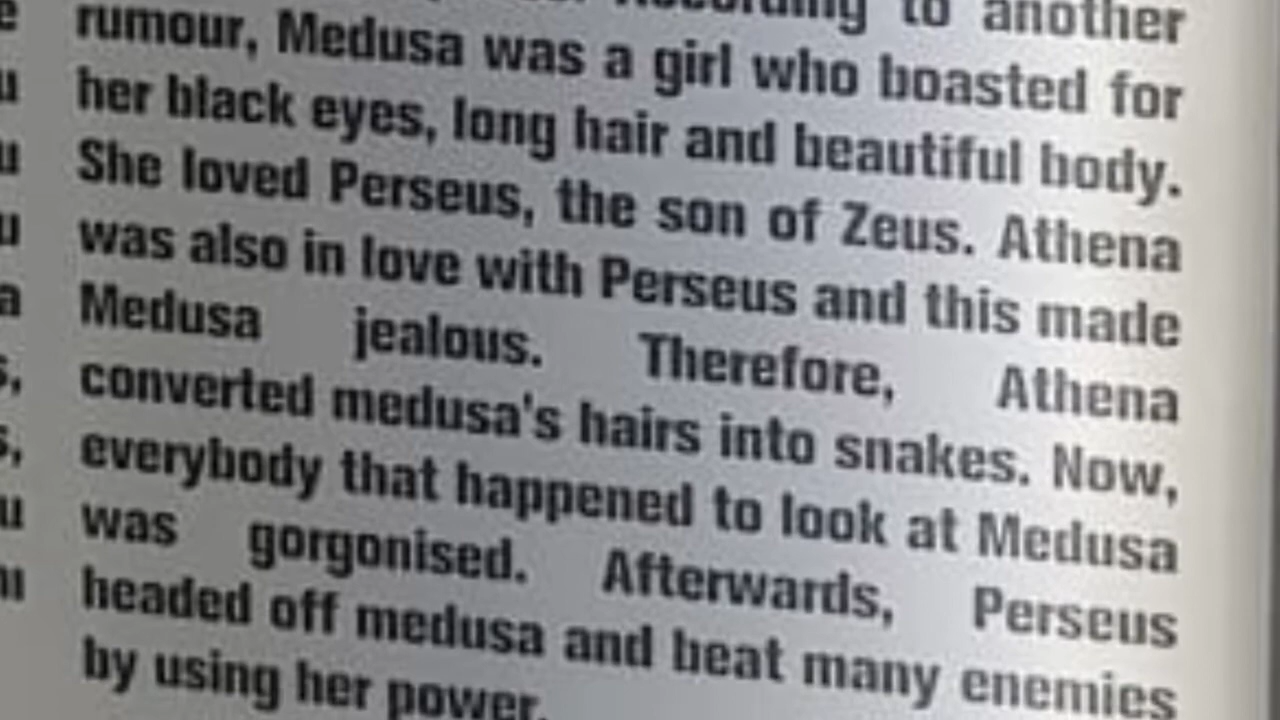 According to another
rumour, Medusa was a girl who boasted for
her black eyes, long hair and beautiful body.
She loved Perseus, the son of Zeus. Athena
was also in love with Perseus and this made
Medusa jealous. Therefore, Athena
converted medusa's hairs into snakes. Now,
everybody that happened to look at Medusa
was gorgonised. Afterwards, Perseus
headed off medusa and beat many enemies
by using her power.